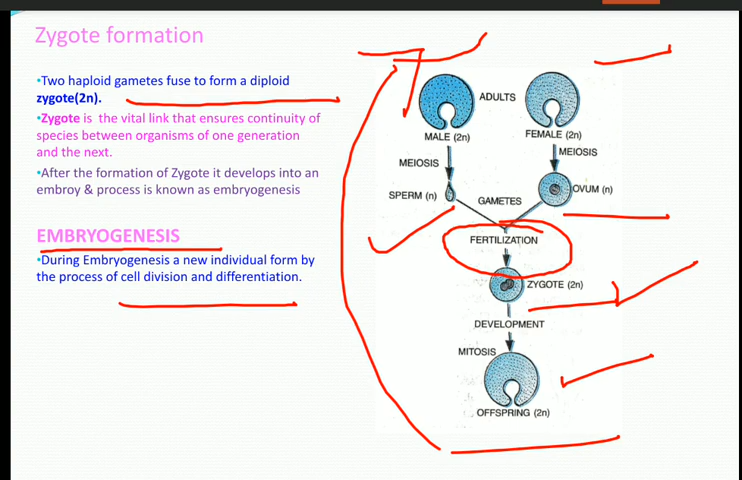 Zygote formation
•Two haploid gametes fuse to form a diploid
zygote(2n).
•Zygote is the vital link that ensures continuity of
species between organisms of one generation
and the next.
•After the formation of Zygote it develops into an
embroy & process is known as embryogenesis
EMBRYOGENESIS
•During Embryogenesis a new individual form by
the process of cell division and differentiation.
ADULTS
MALE (2n)
FEMALE (2n)
MEIOSIS
MEIOSIS
SPERM (n)
GAMETES
OVUM (n)
FERTILIZATION
ZYGOTE (2n)
DEVELOPMENT
MITOSIS
OFFSPRING (2n)